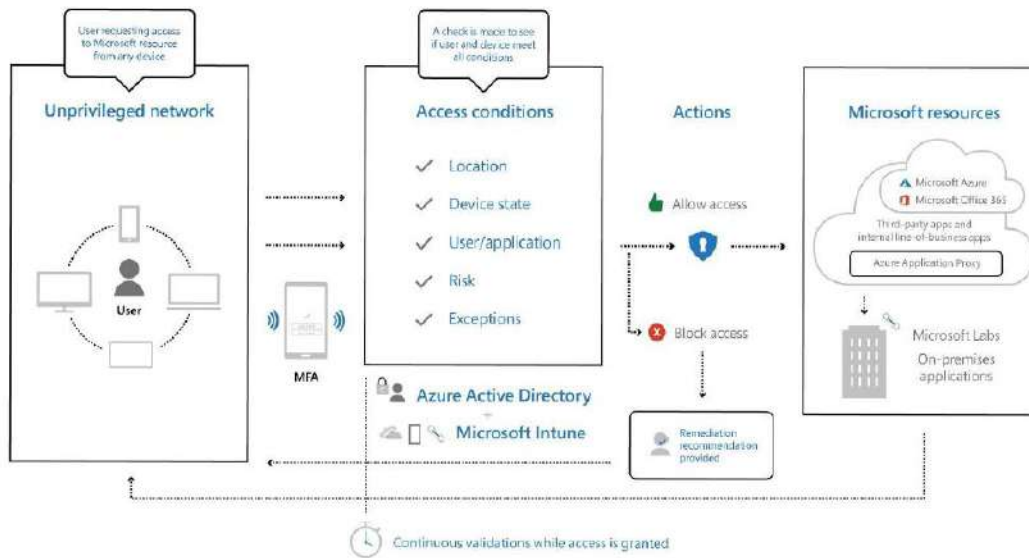 User requesting access
to Microsoft resource
from any device
A check is made to see
if user and device meet
all conditions
Unprivileged network
Access conditions
Actions
Microsoft resources
Location
Device state
User/application
Risk
Exceptions
User
MFA
Allow access
Block access
Microsoft Azure
Microsoft Office 365
Third-party apps and
internal line-of-business apps
Azure Application Proxy
Microsoft Labs
On-premises
applications
Azure Active Directory
+
Microsoft Intune
Remediation
recommendation
provided
Continuous validations while access is granted